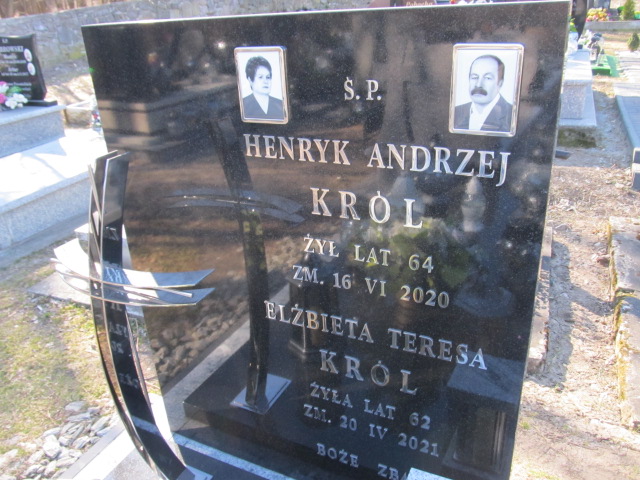 Ś.P.
HENRYK ANDRZEJ
KRÓL
ŻYŁ LAT 64
ZM. 16 VI 2020
ELŻBIETA TERESA
KRÓL
ŻYŁA LAT 62
ZM. 20 IV 2021
BOŻE